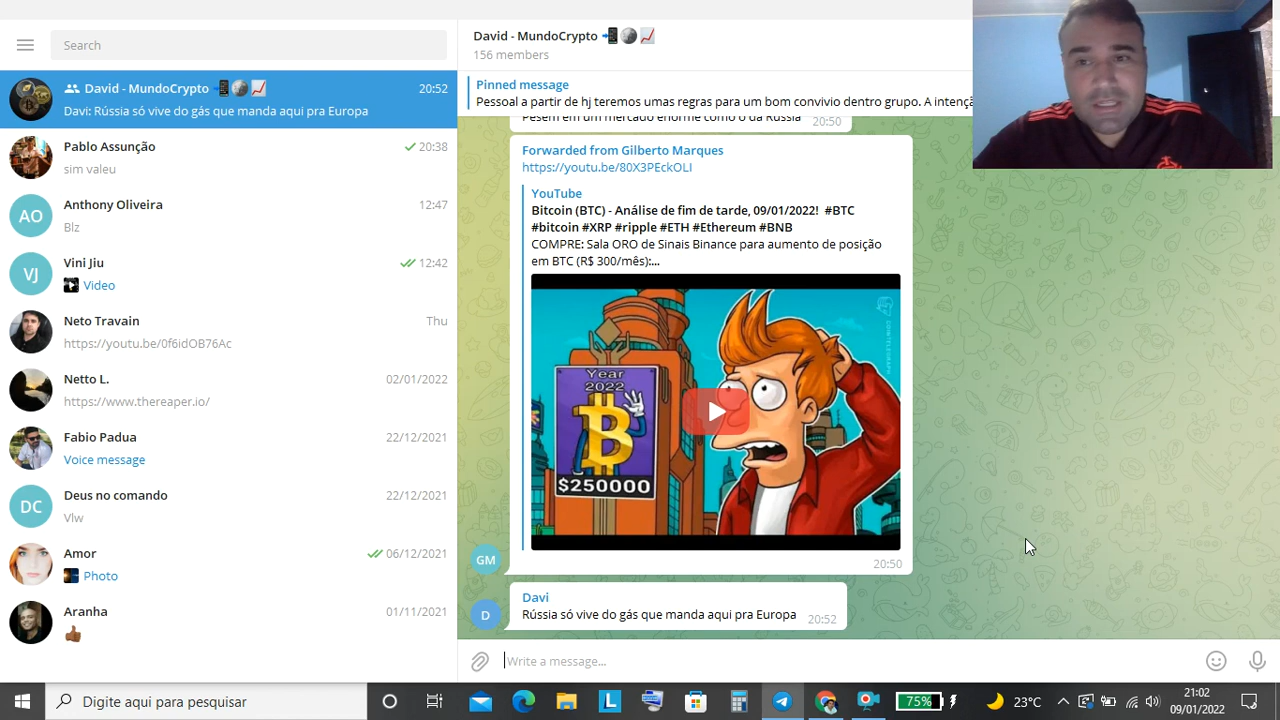 Search
David - MundoCrypto
20:52
Davi: Rússia só vive do gás que manda aqui pra Europa
Pablo Assunção
20:38
sim valeu
AO
Anthony Oliveira
12:47
Blz
VJ
Vini Jiu
12:42
Video
Neto Travain
Thu
https://youtu.be/0f6idOB76Ac
Netto L.
02/01/2022
https://www.thereaper.io/
Fabio Padua
22/12/2021
Voice message
DC
Deus no comando
22/12/2021
Vlw
Amor
06/12/2021
Photo
Aranha
01/11/2021
David - MundoCrypto
156 members
Pinned message
Pessoal a partir de hj teremos umas regras para um bom convivio dentro grupo. A intenç
Pesem em um mercado enorme como o da Russia
20:50
Forwarded from Gilberto Marques
https://youtu.be/80X3PEckOLI
YouTube
Bitcoin (BTC) - Análise de fim de tarde, 09/01/2022! #BTC
#bitcoin #XRP #ripple #ETH #Ethereum #BNB
COMPRE: Sala ORO de Sinais Binance para aumento de posição
em BTC (R$ 300/mês):...
COINTELEGRAPH
Year
2022
$250000
GM
20:50
Davi
D
Rússia só vive do gás que manda aqui pra Europa
20:52
Write a message...
Digite aqui para pesquisar
L
75%
23°C
21:02
09/01/2022